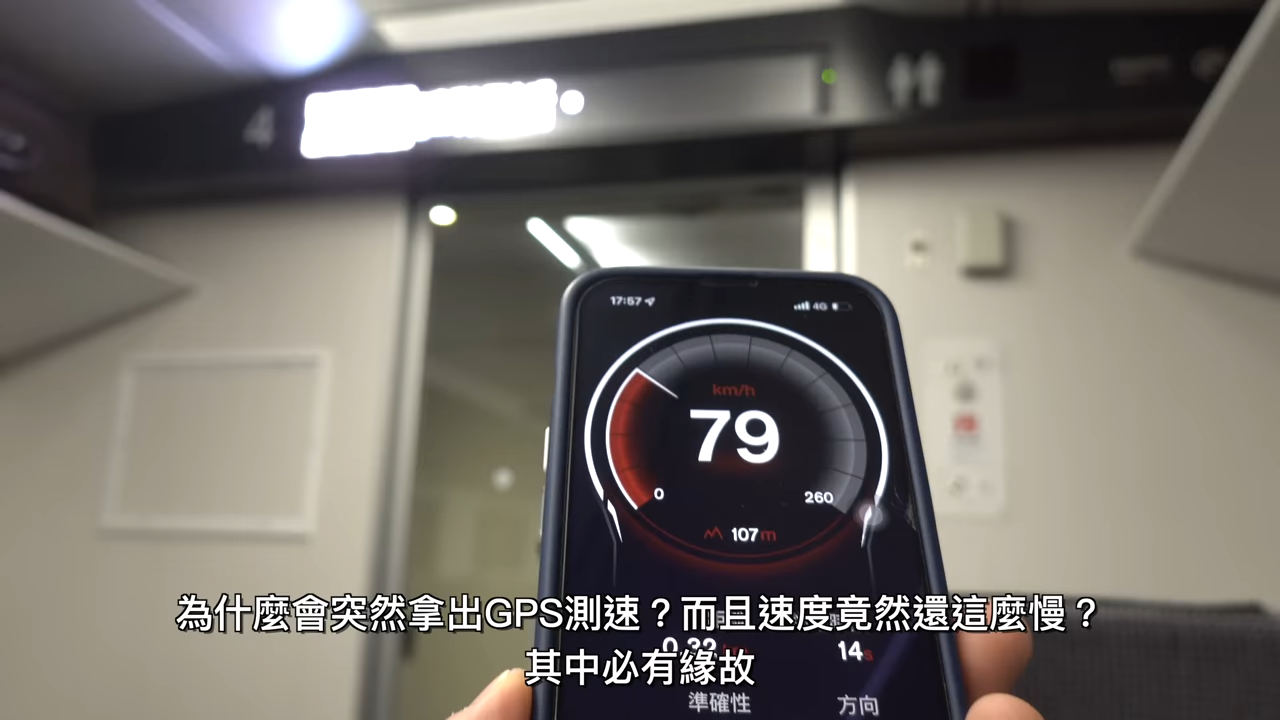 4
17:57
4G
km/h
79
0
260
107m
為什麼會突然拿出GPS測速？而且速度竟然還這麼慢？
0.32
14s
其中必有緣故
準確性
方向